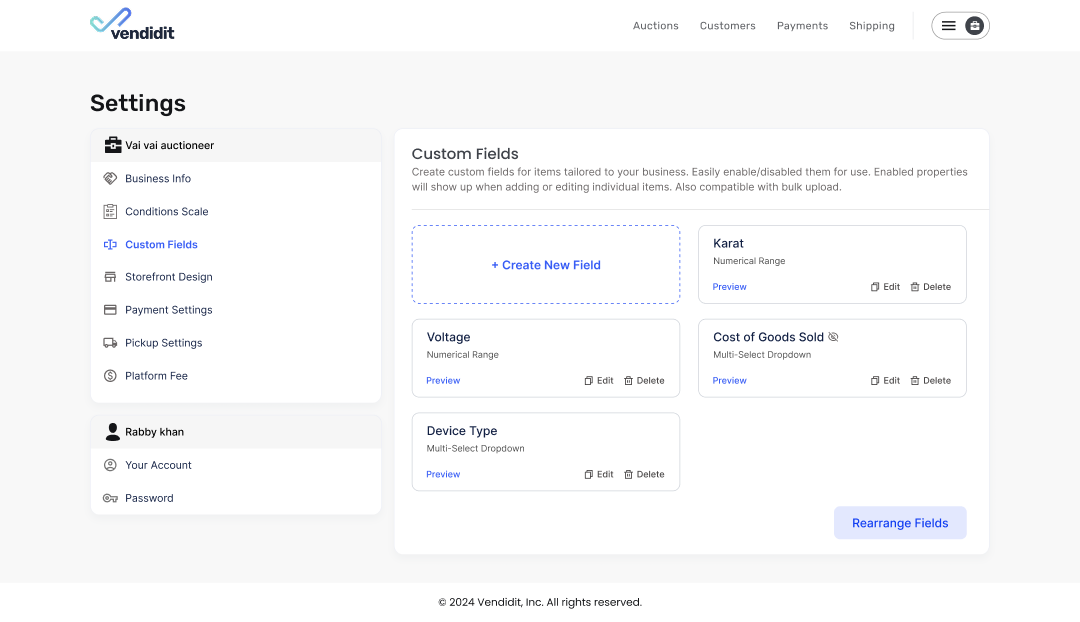 vendidit
Auctions
Customers
Payments
Shipping
Settings
Vai vai auctioneer
Business Info
Conditions Scale
Custom Fields
Storefront Design
Payment Settings
Pickup Settings
Platform Fee
Rabby khan
Your Account
Password
Custom Fields
Create custom fields for items tailored to your business. Easily enable/disabled them for use. Enabled properties
will show up when adding or editing individual items. Also compatible with bulk upload.
+ Create New Field
Karat
Numerical Range
Preview
Edit
Delete
Voltage
Numerical Range
Preview
Edit
Delete
Cost of Goods Sold
Multi-Select Dropdown
Preview
Edit
Delete
Device Type
Multi-Select Dropdown
Preview
Edit
Delete
Rearrange Fields
© 2024 Vendidit, Inc. All rights reserved.